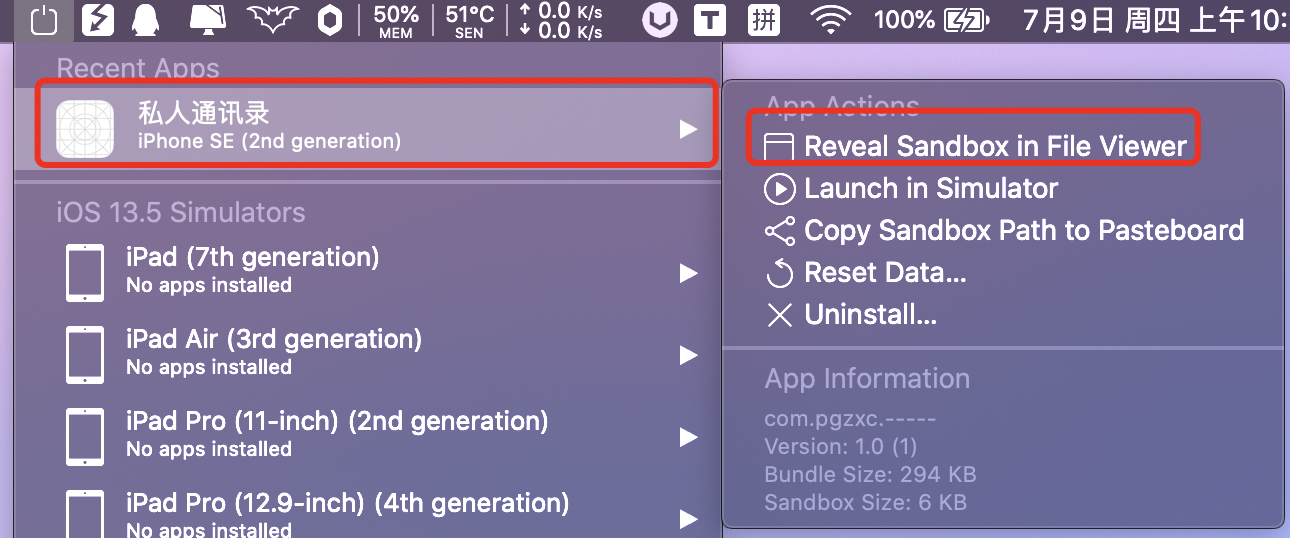 50%
MEM
51°C
SEN
↑ 0.0 K/s
↓ 0.0 K/s
T
拼
100%
7月9日 周四 上午10:
Recent Apps
私人通讯录
iPhone SE (2nd generation)
iOS 13.5 Simulators
iPad (7th generation)
No apps installed
iPad Air (3rd generation)
No apps installed
iPad Pro (11-inch) (2nd generation)
No apps installed
iPad Pro (12.9-inch) (4th generation)
No apps installed
App Actions
Reveal Sandbox in File Viewer
Launch in Simulator
Copy Sandbox Path to Pasteboard
Reset Data...
Uninstall...
App Information
com.pgzxc.-----
Version: 1.0 (1)
Bundle Size: 294 KB
Sandbox Size: 6 KB